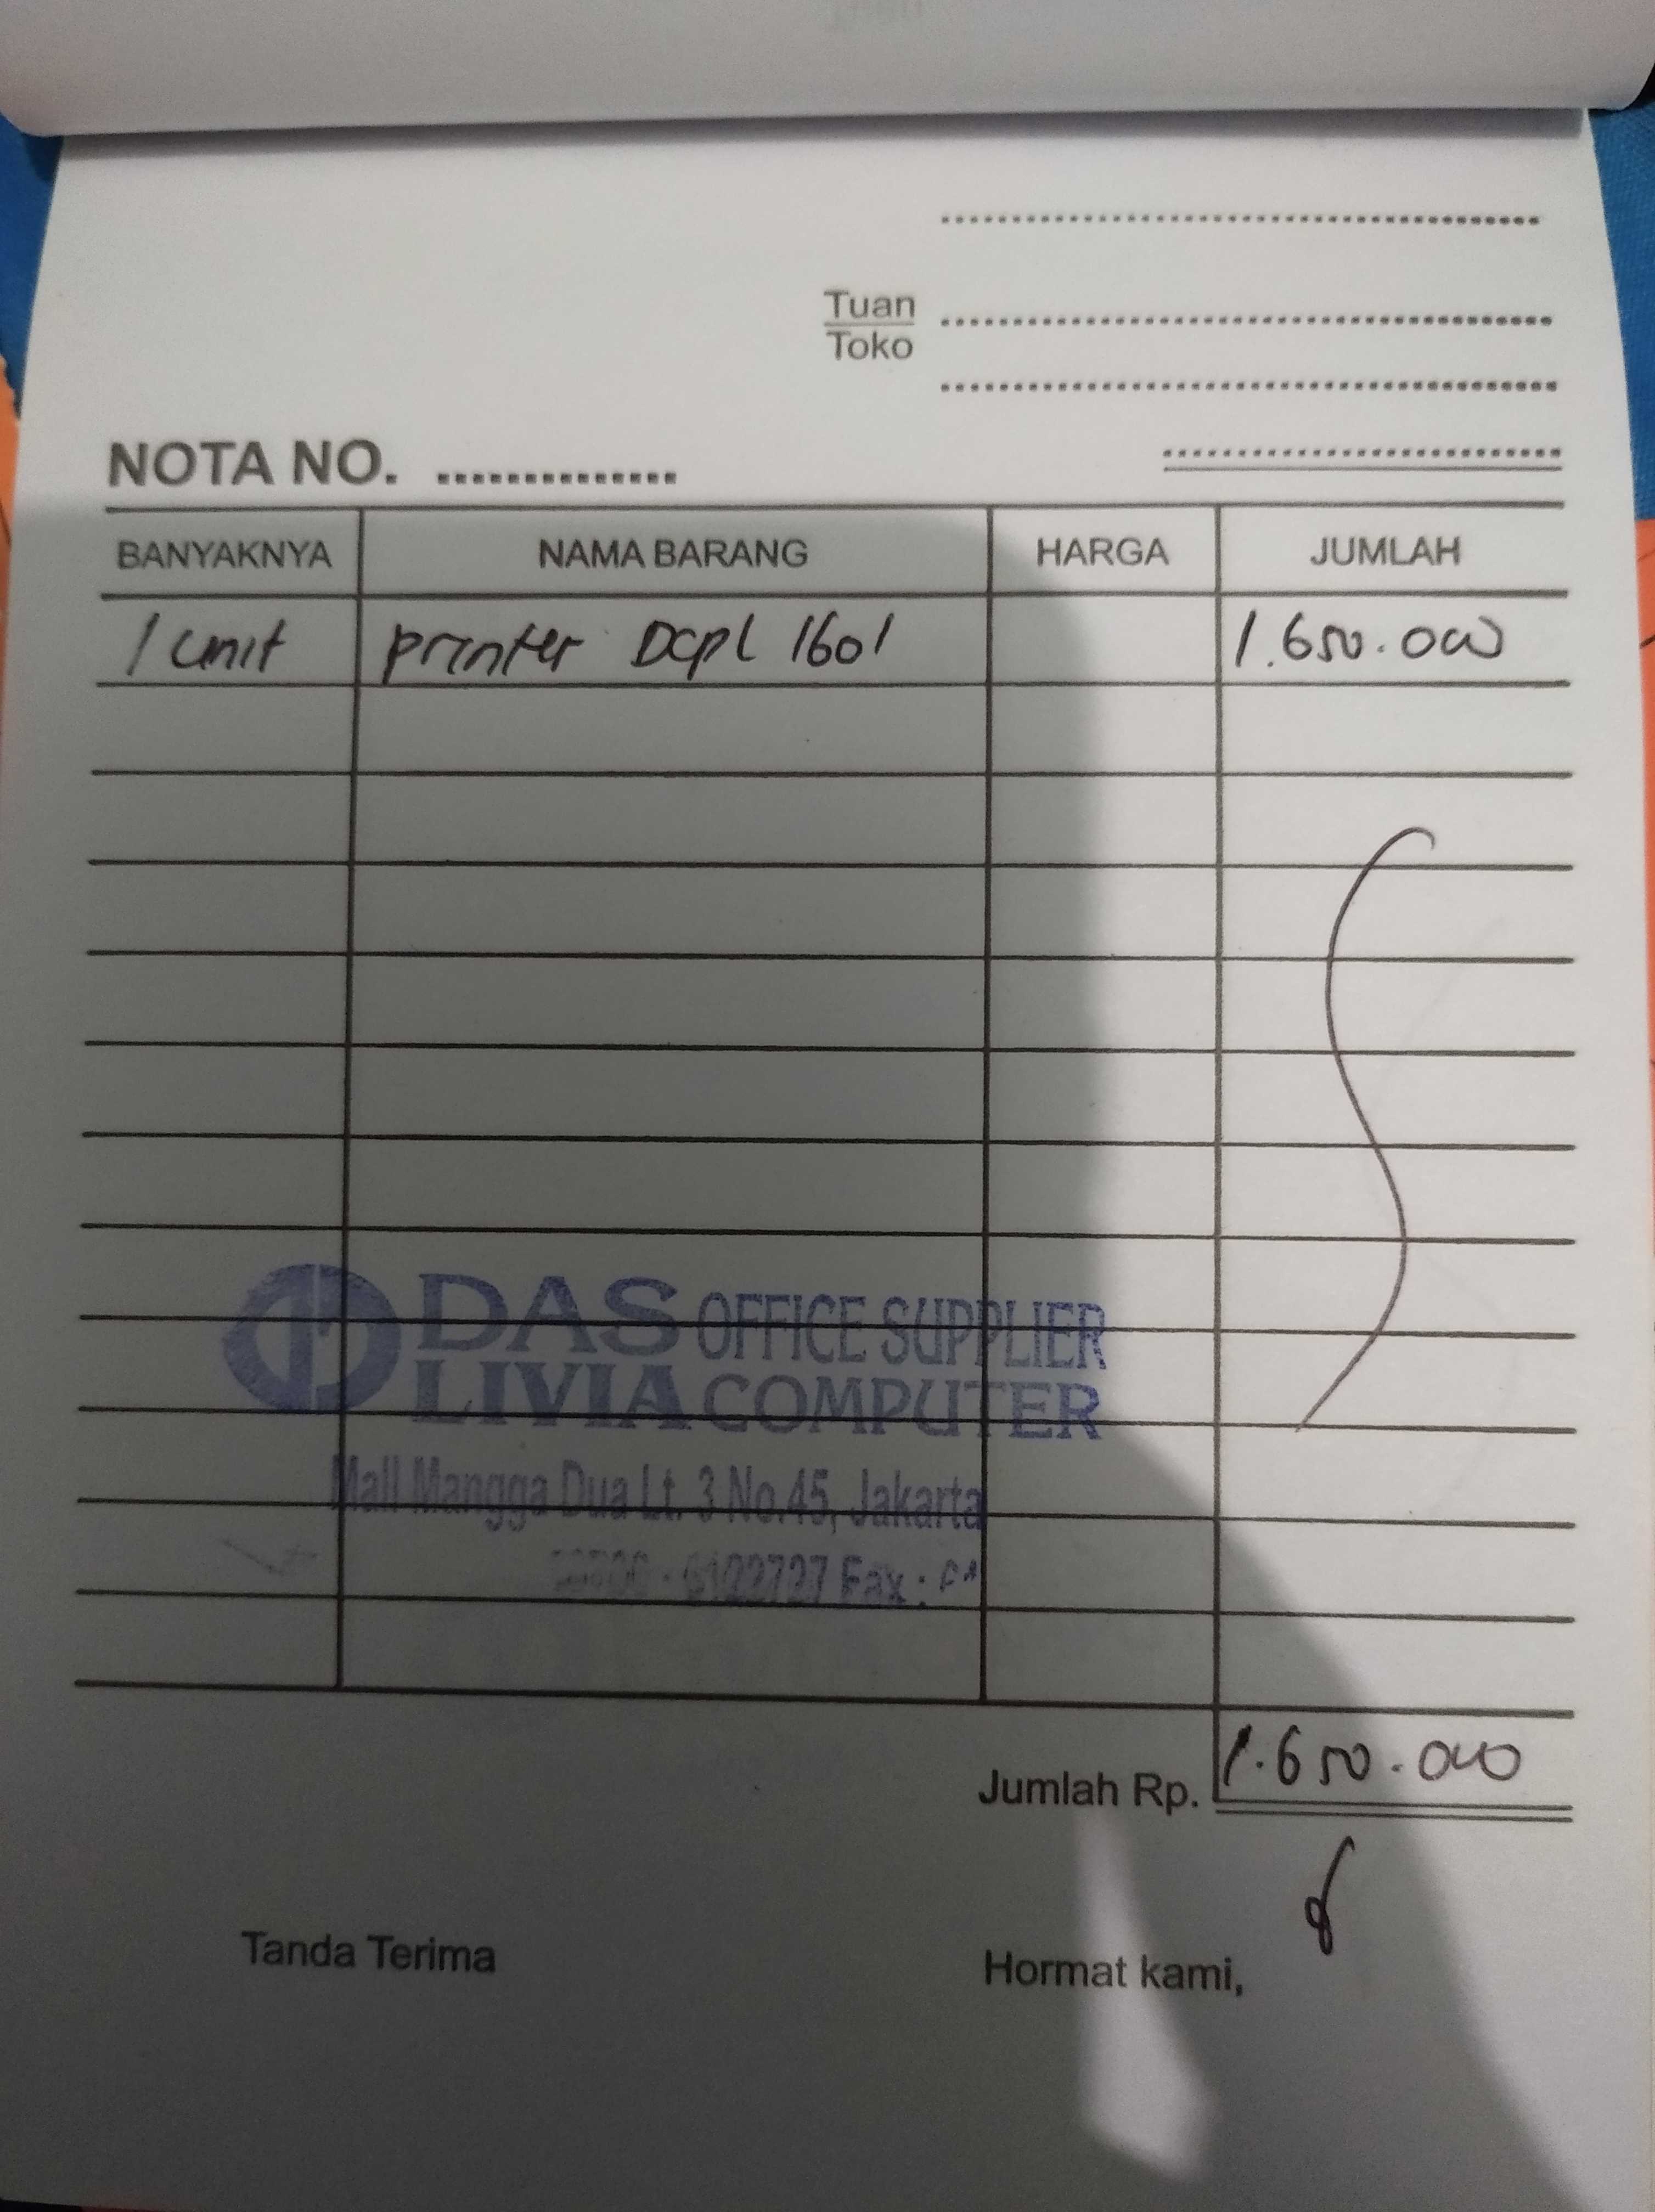 Tuan
Toko
NOTA NO.
BANYAKNYA NAMA BARANG HARGA JUMLAH
1 unit printer Dcpl 1601 1.650.000
DAS OFFICE SUPPLIER
LIVIA COMPUTER
Mall Mangga Dua Lt. 3 No.45, Jakarta
6122727 Fax :
Jumlah Rp. 1.650.000
Tanda Terima Hormat kami,